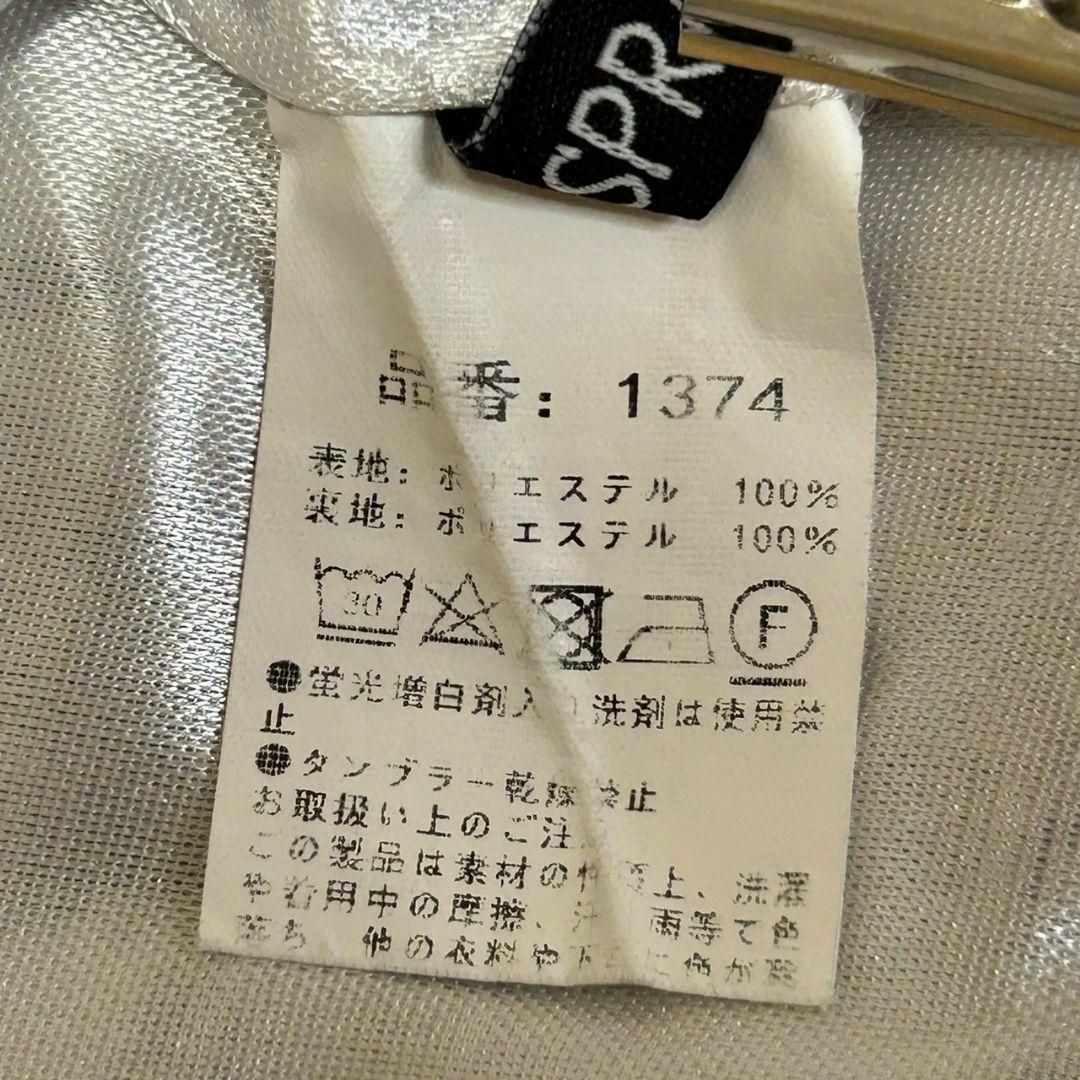 SPR
品番: 1374
表地: ポリエステル 100%
裏地: ポリエステル 100%
30
F
●蛍光増白剤入り洗剤は使用禁
止
●タンブラー乾燥禁止
お取扱い上のご注
この製品は素材の 上、洗濯
や着用中の摩擦、汗 雨等で色
落ち 他の衣料や下 に色が